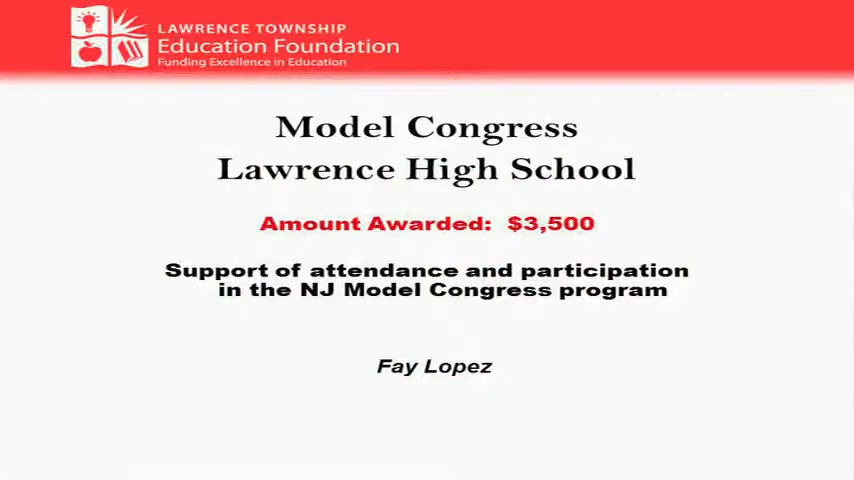 LAWRENCE TOWNSHIP
Education Foundation
Funding Excellence in Education
Model Congress
Lawrence High School
Amount Awarded: $3,500
Support of attendance and participation
in the NJ Model Congress program
Fay Lopez